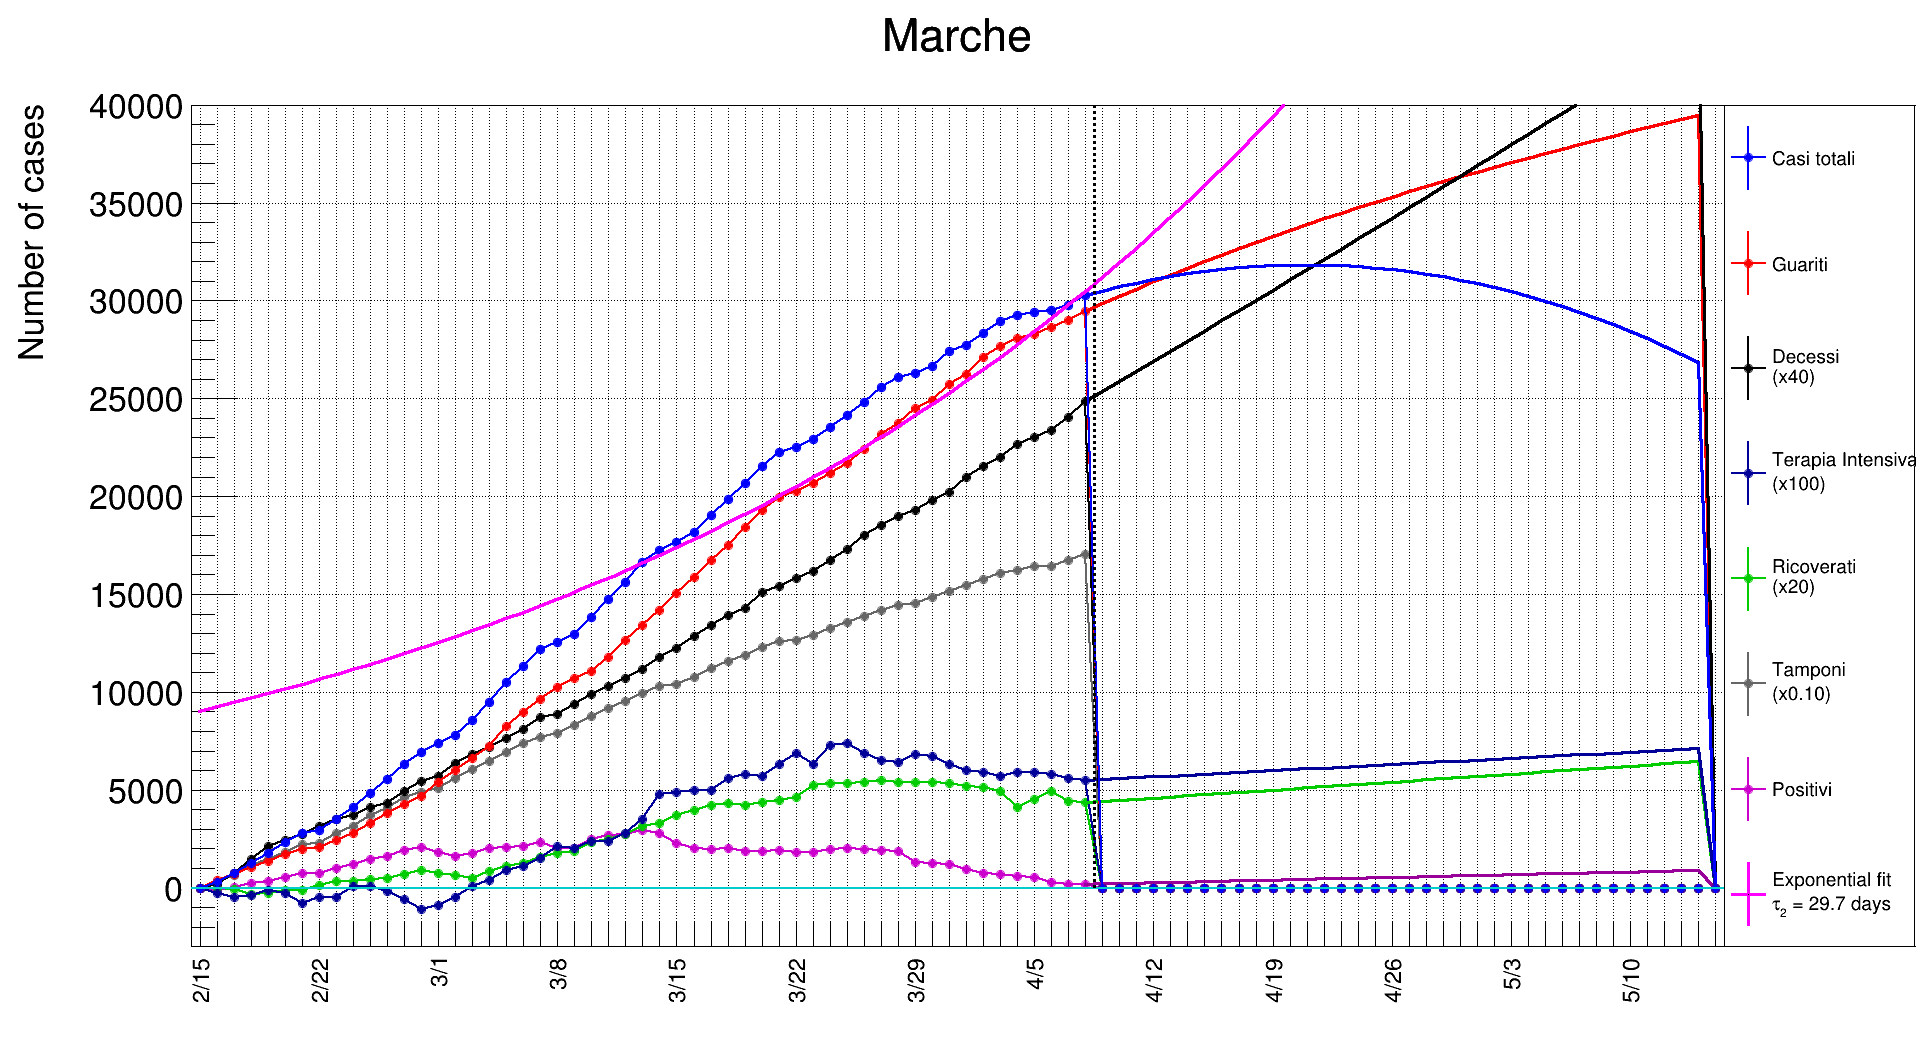 Marche
Number of cases
40000
35000
30000
25000
20000
15000
10000
5000
0
2/15
2/22
3/1
3/8
3/15
3/22
3/29
4/5
4/12
4/19
4/26
5/3
5/10
Casi totali
Guariti
Decessi
(x40)
Terapia Intensiva
(x100)
Ricoverati
(x20)
Tamponi
(x0.10)
Positivi
Exponential fit
τ2 = 29.7 days